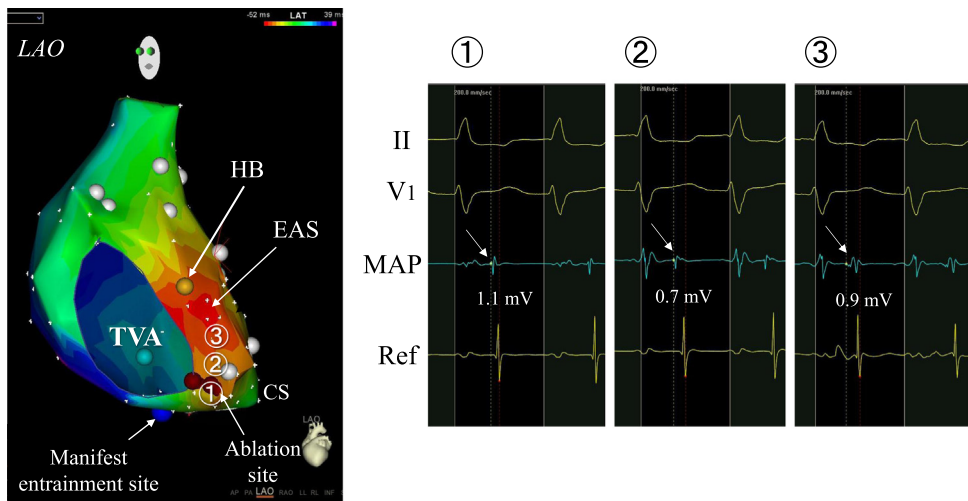 -52 ms LAT 39 ms
LAO
HB
EAS
TVA
③
②
①
CS
LAO
Manifest
entrainment site
Ablation
site
AP PA LAO RAO LL RL INF
① ② ③
200.0 mm/sec 200.0 mm/sec 200.0 mm/sec
II
V1
MAP
1.1 mV 0.7 mV 0.9 mV
Ref